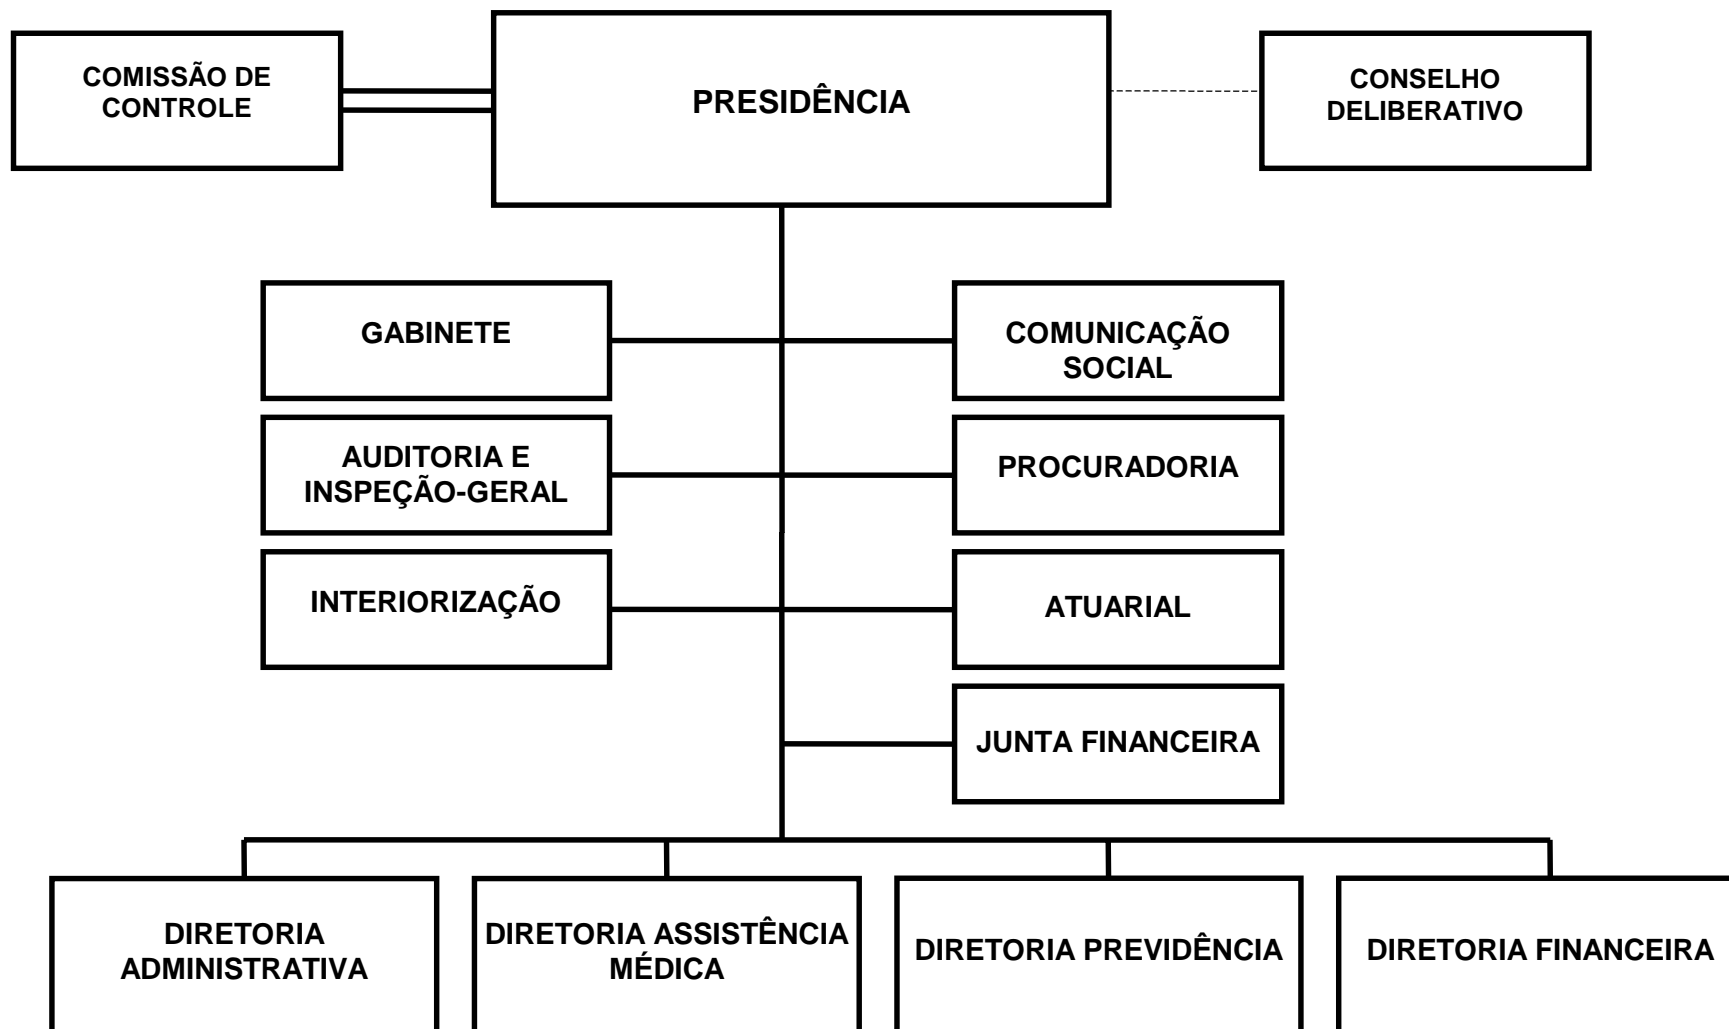 COMISSÃO DE
CONTROLE
PRESIDÊNCIA
CONSELHO
DELIBERATIVO
GABINETE
COMUNICAÇÃO
SOCIAL
AUDITORIA E
INSPEÇÃO-GERAL
PROCURADORIA
INTERIORIZAÇÃO
ATUARIAL
JUNTA FINANCEIRA
DIRETORIA
ADMINISTRATIVA
DIRETORIA ASSISTÊNCIA
MÉDICA
DIRETORIA PREVIDÊNCIA
DIRETORIA FINANCEIRA